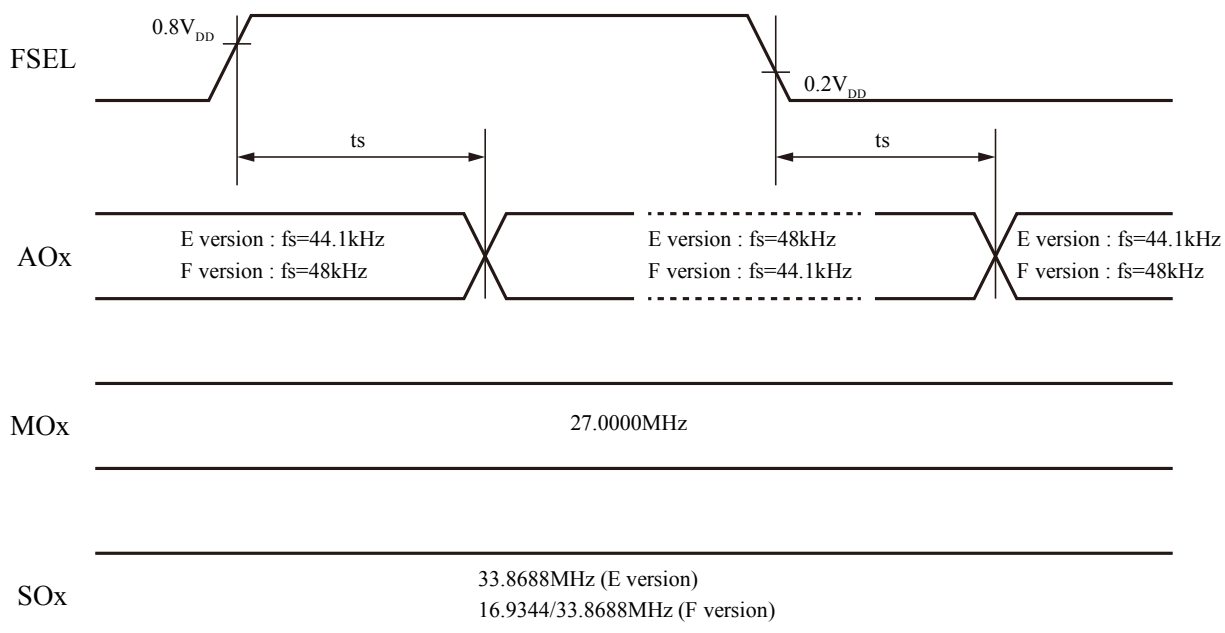 0.8VDD
FSEL
0.2VDD
ts
ts
AOx
E version : fs=44.1kHz
F version : fs=48kHz
E version : fs=48kHz
F version : fs=44.1kHz
E version : fs=44.1kHz
F version : fs=48kHz
MOx
27.0000MHz
SOx
33.8688MHz (E version)
16.9344/33.8688MHz (F version)